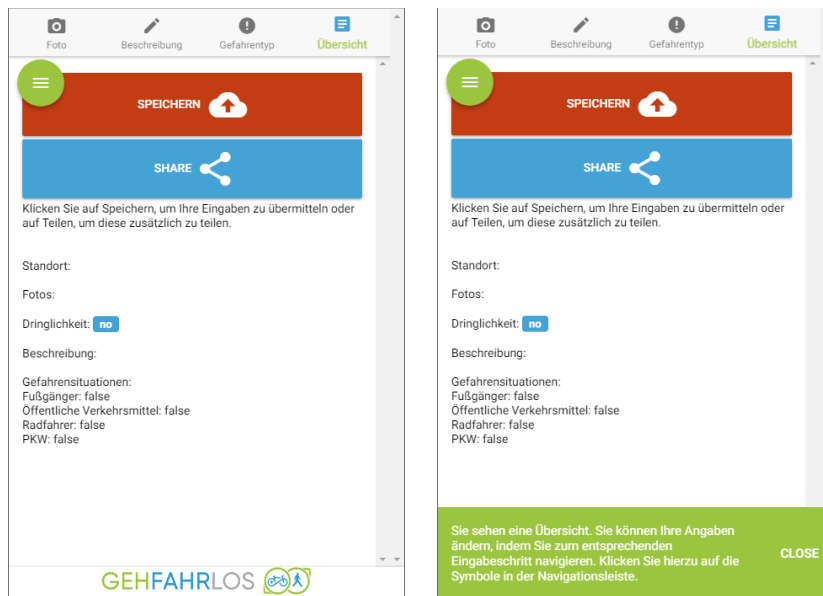 Foto Beschreibung Gefahrentyp Übersicht
SPEICHERN
SHARE
Klicken Sie auf Speichern, um Ihre Eingaben zu übermitteln oder
auf Teilen, um diese zusätzlich zu teilen.
Standort:
Fotos:
Dringlichkeit: no
Beschreibung:
Gefahrensituationen:
Fußgänger: false
Öffentliche Verkehrsmittel: false
Radfahrer: false
PKW: false
GEHFAHRLOS
Foto Beschreibung Gefahrentyp Übersicht
SPEICHERN
SHARE
Klicken Sie auf Speichern, um Ihre Eingaben zu übermitteln oder
auf Teilen, um diese zusätzlich zu teilen.
Standort:
Fotos:
Dringlichkeit: no
Beschreibung:
Gefahrensituationen:
Fußgänger: false
Öffentliche Verkehrsmittel: false
Radfahrer: false
PKW: false
Sie sehen eine Übersicht. Sie können Ihre Angaben
ändern, indem Sie zum entsprechenden
Eingabeschritt navigieren. Klicken Sie hierzu auf die
Symbole in der Navigationsleiste.
CLOSE